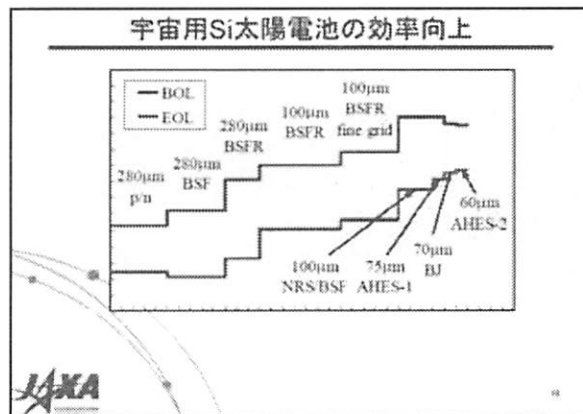 宇宙用Si太陽電池の効率向上
BOL
EOL
280μm
p/n
280μm
BSF
280μm
BSFR
100μm
BSFR
100μm
BSFR
fine grid
100μm
NRS/BSF
75μm
AHES-1
70μm
BJ
60μm
AHES-2
JAXA